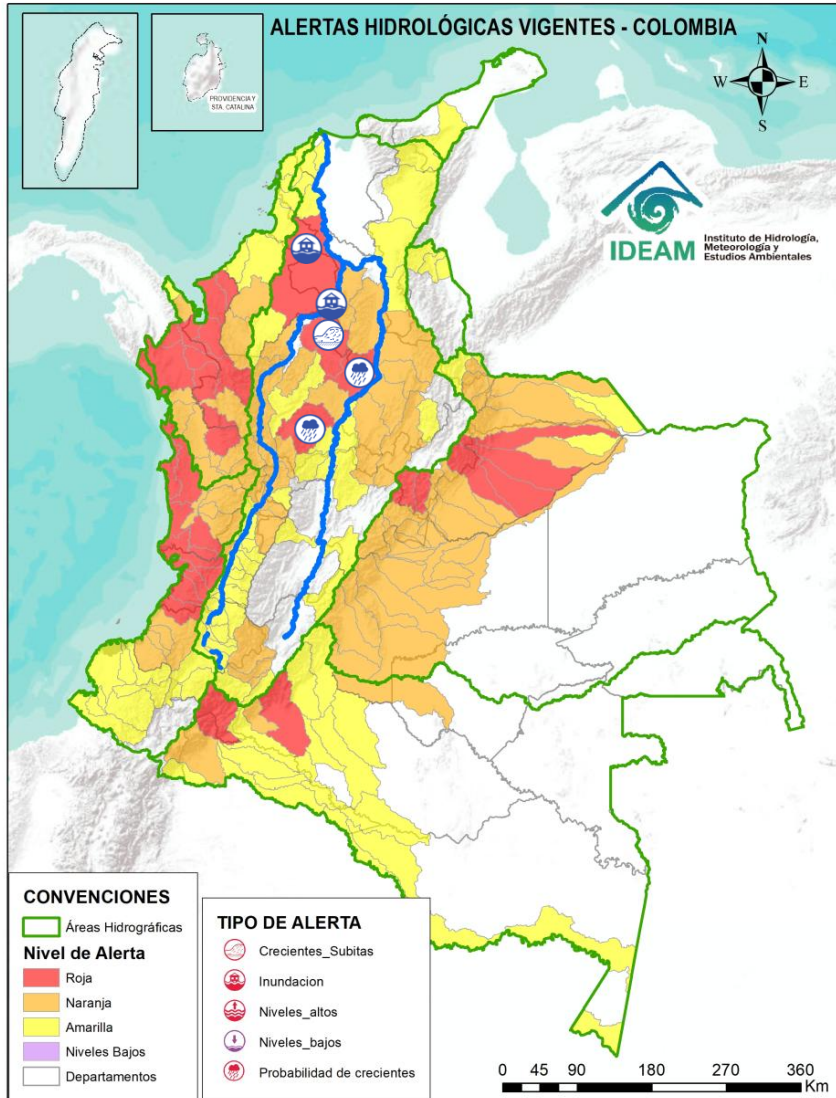 ALERTAS HIDROLÓGICAS VIGENTES - COLOMBIA
PROVIDENCIA Y
STA. CATALINA
N
W
E
S
IDEAM
Instituto de Hidrología,
Meteorología y
Estudios Ambientales
CONVENCIONES
Áreas Hidrográficas
Nivel de Alerta
Roja
Naranja
Amarilla
Niveles Bajos
Departamentos
TIPO DE ALERTA
Crecientes_Subitas
Inundacion
Niveles_altos
Niveles_bajos
Probabilidad de crecientes
0 45 90 180 270 360
Km